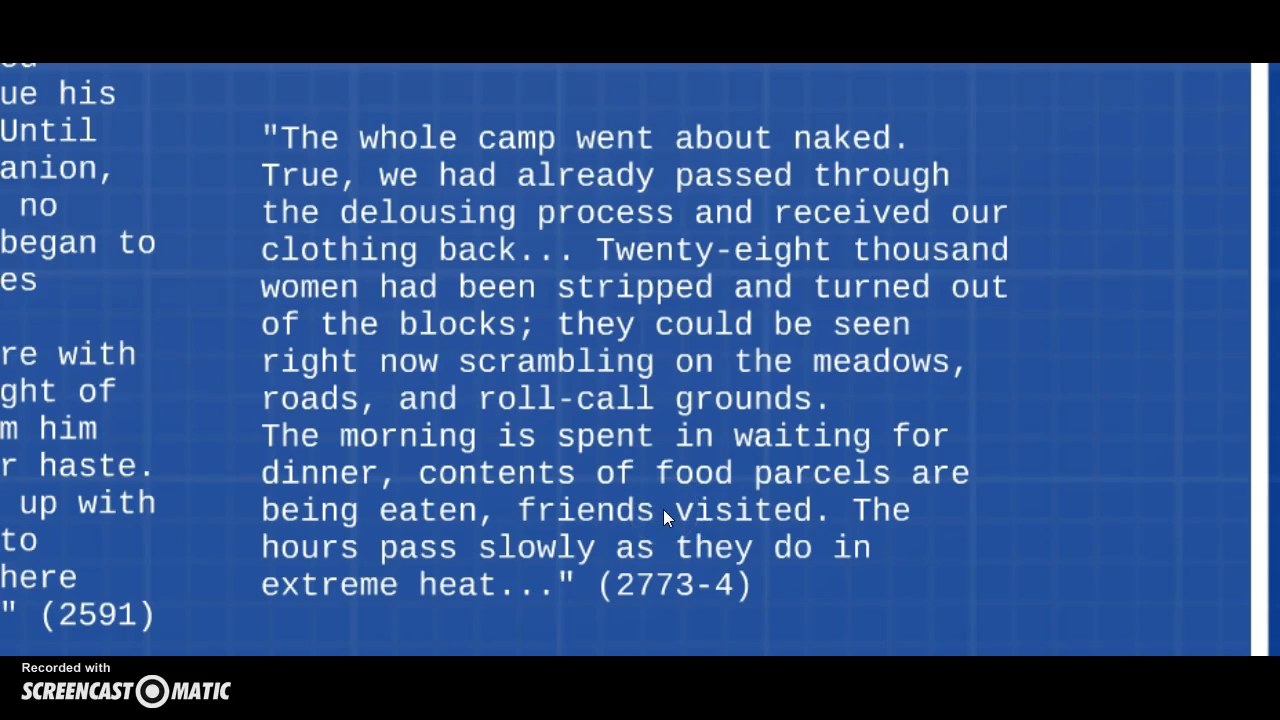 ue his
Until
anion,
no
began to
es
re with
ght of
m him
r haste.
up with
to
here
" (2591)
"The whole camp went about naked.
True, we had already passed through
the delousing process and received our
clothing back... Twenty-eight thousand
women had been stripped and turned out
of the blocks; they could be seen
right now scrambling on the meadows,
roads, and roll-call grounds.
The morning is spent in waiting for
dinner, contents of food parcels are
being eaten, friends visited. The
hours pass slowly as they do in
extreme heat..." (2773-4)
Recorded with
SCREENCAST-O-MATIC